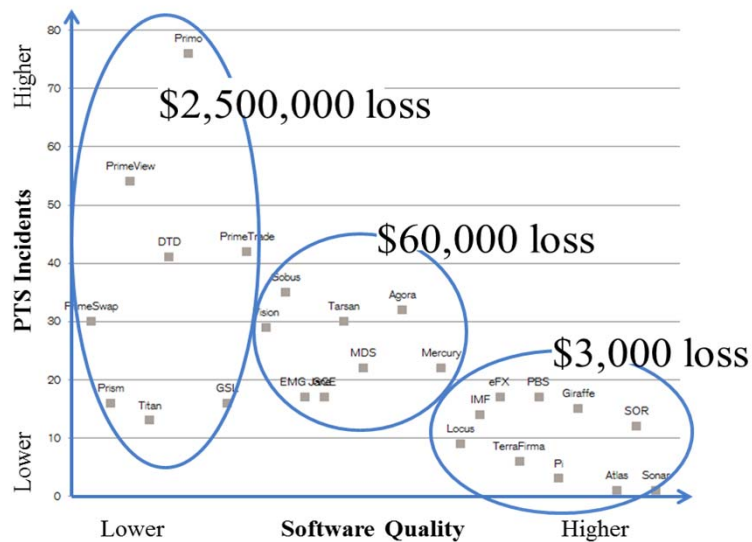 Higher
PTS Incidents
Lower
80
70
60
50
40
30
20
10
0
Primo
$2,500,000 loss
PrimeView
DTD
PrimeTrade
$60,000 loss
PrimeSwap
Sobus
Vision
Tarsan
Agora
MDS
Mercury
$3,000 loss
Prism
Titan
GSL
EMG
eFX
PBS
IMF
Giraffe
SOR
Locus
TerraFirma
Pi
Atlas
Sonar
Lower
Software Quality
Higher